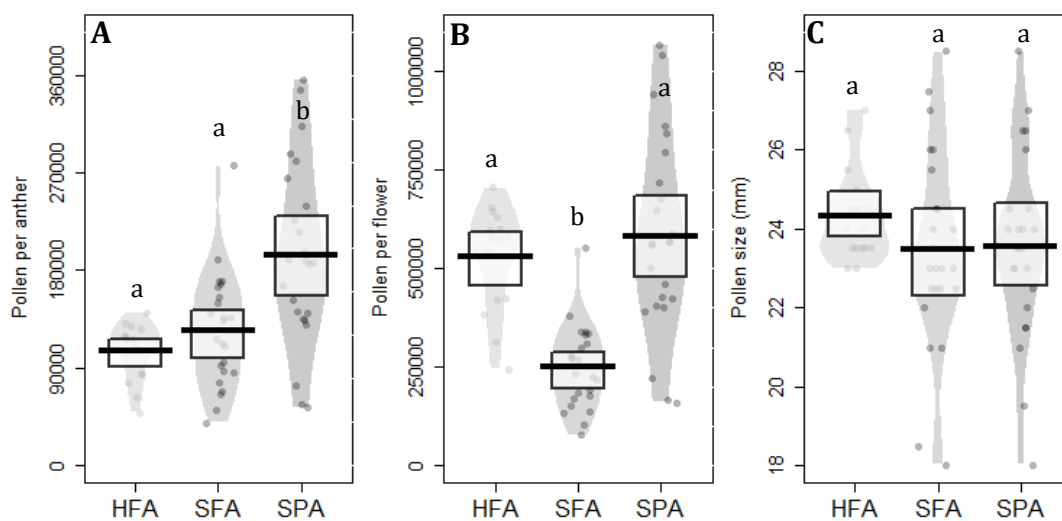 A
Pollen per anther
360000
270000
180000
90000
0
a
a
b
HFA
SFA
SPA
B
Pollen per flower
1000000
750000
500000
250000
0
a
b
a
HFA
SFA
SPA
C
Pollen size (mm)
28
26
24
22
20
18
a
a
a
HFA
SFA
SPA